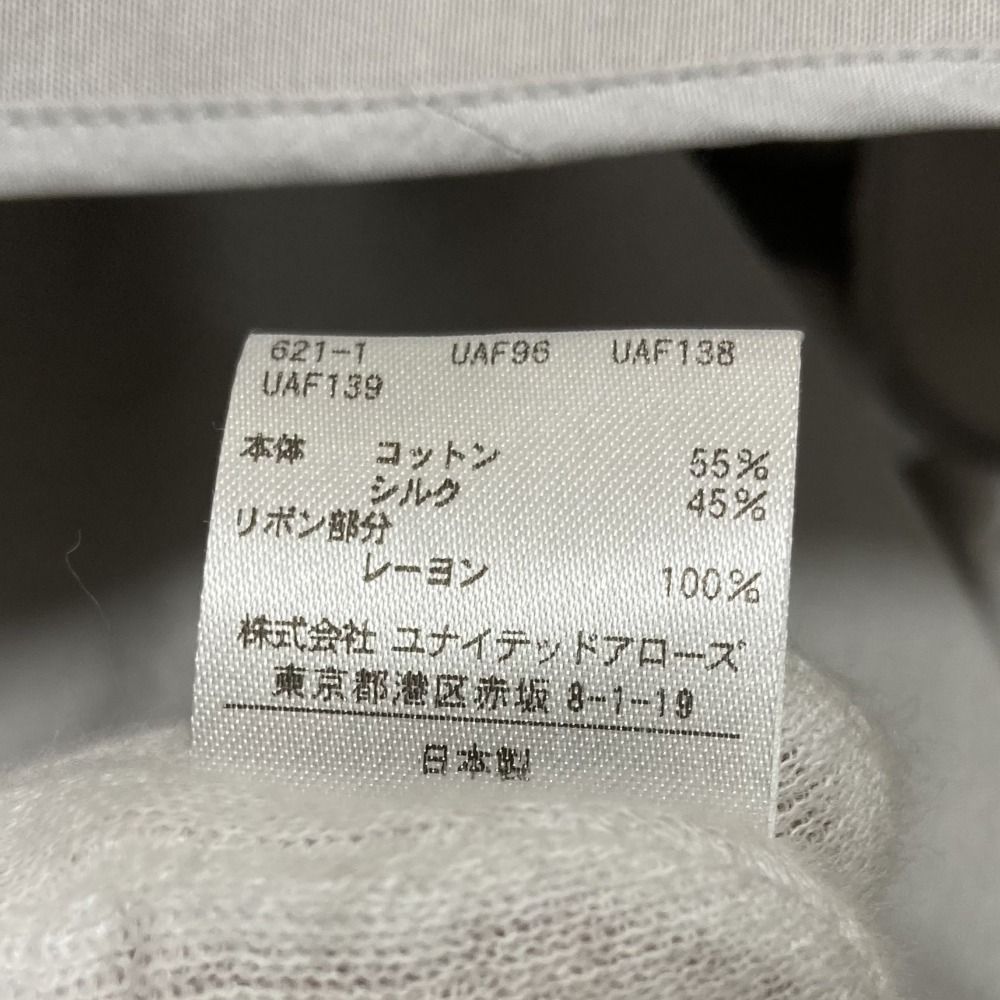 621-1 UAF96 UAF138
UAF139
本体 コットン 55%
シルク 45%
リボン部分
レーヨン 100%
株式会社 ユナイテッドアローズ
東京都港区赤坂 8-1-19
日本製